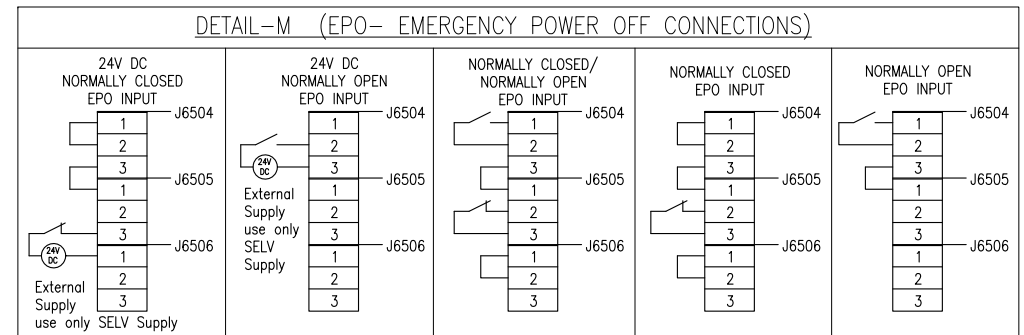 DETAIL-M (EPO- EMERGENCY POWER OFF CONNECTIONS)
24V DC
NORMALLY CLOSED
EPO INPUT
J6504
1
2
3
J6505
1
2
3
J6506
1
2
3
24V
DC
External
Supply
use only SELV Supply
24V DC
NORMALLY OPEN
EPO INPUT
J6504
1
2
3
J6505
1
2
3
J6506
1
2
3
24V
DC
External
Supply
use only
SELV
Supply
NORMALLY CLOSED/
NORMALLY OPEN
EPO INPUT
J6504
1
2
3
J6505
1
2
3
J6506
1
2
3
NORMALLY CLOSED
EPO INPUT
J6504
1
2
3
J6505
1
2
3
J6506
1
2
3
NORMALLY OPEN
EPO INPUT
J6504
1
2
3
J6505
1
2
3
J6506
1
2
3